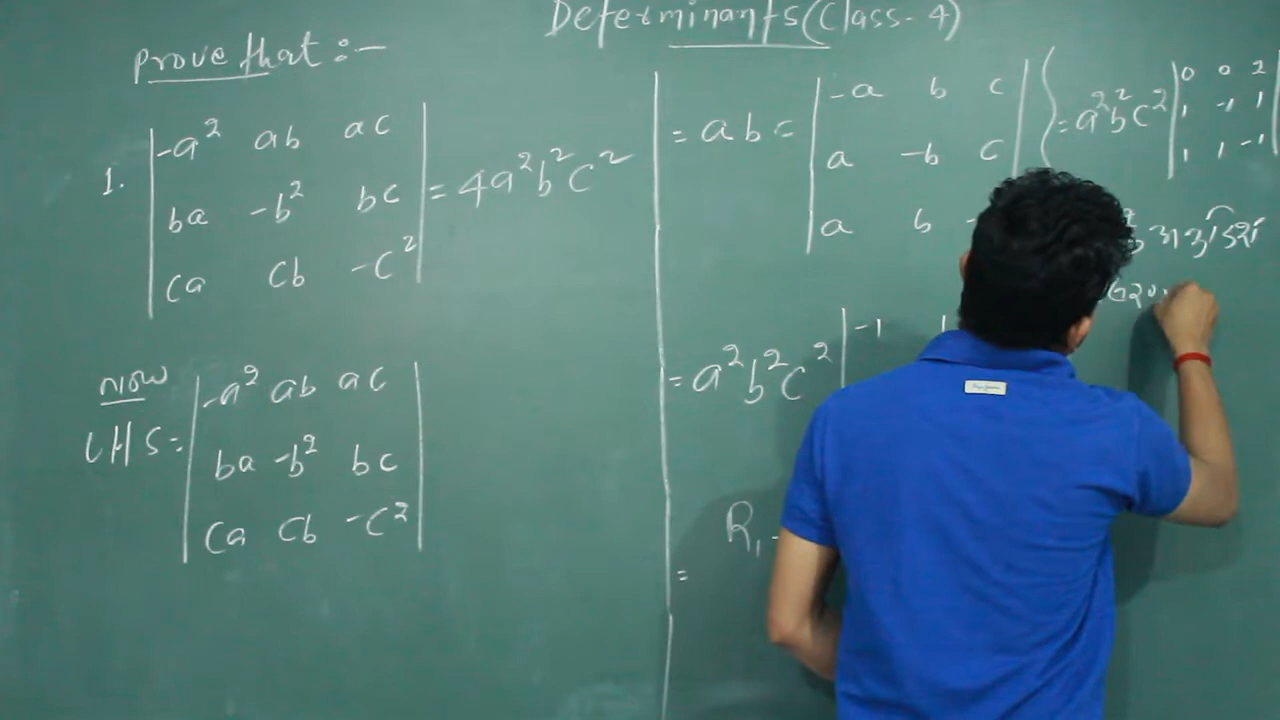 Determinants (Class-4)
Prove that :-
1. | -a² ab ac |
| ba -b² bc | = 4a²b²c²
| ca cb -c² |
now
LHS = | -a² ab ac |
| ba -b² bc |
| ca cb -c² |
= abc | -a b c |
| a -b c |
| a b
= a²b²c² | -1
R₁
=
= a²b²c² | 0 0 2 |
| 1 -1 1 |
| 1 1 -1 |